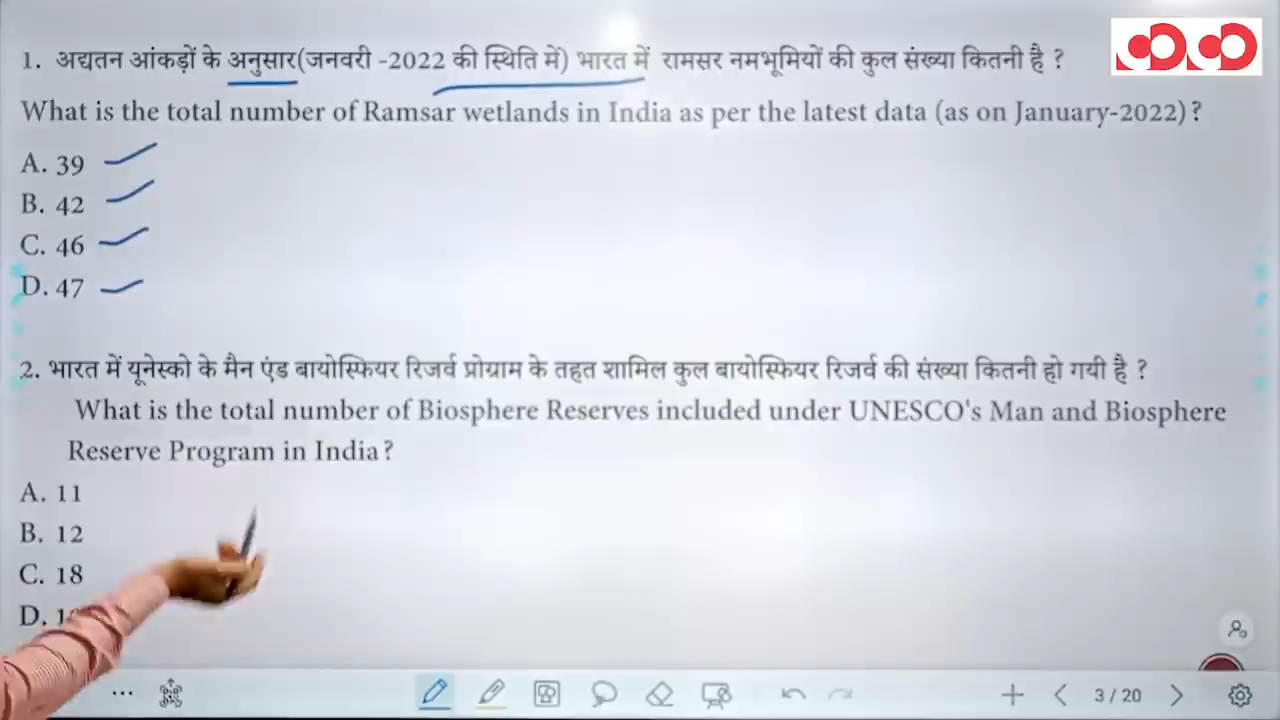 1. अद्यतन आंकड़ों के अनुसार(जनवरी -2022 की स्थिति में) भारत में रामसर नमभूमियों की कुल संख्या कितनी है ?
What is the total number of Ramsar wetlands in India as per the latest data (as on January-2022)?
A. 39
B. 42
C. 46
D. 47
2. भारत में यूनेस्को के मैन एंड बायोस्फियर रिजर्व प्रोग्राम के तहत शामिल कुल बायोस्फियर रिजर्व की संख्या कितनी हो गयी है ?
What is the total number of Biosphere Reserves included under UNESCO's Man and Biosphere
Reserve Program in India?
A. 11
B. 12
C. 18
D.
3 / 20